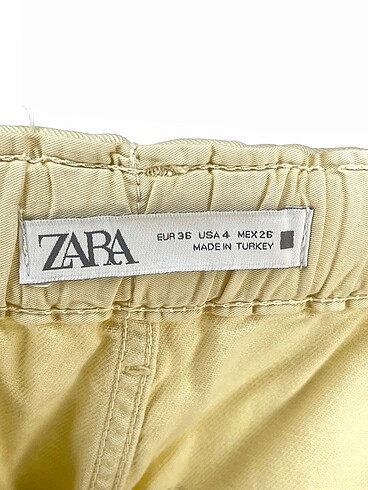 ZARA
EUR 36 USA 4 MEX 26
MADE IN TURKEY